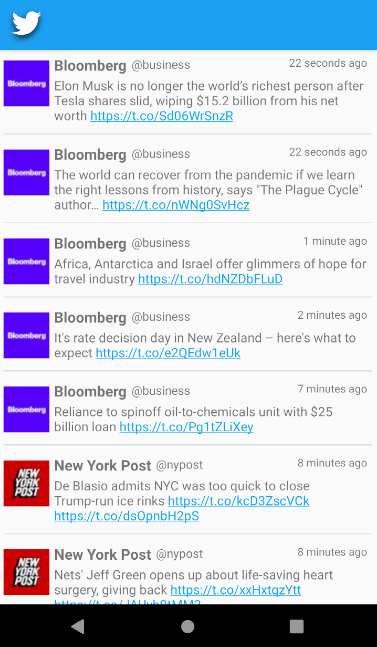 Bloomberg @business 22 seconds ago
Bloomberg
Elon Musk is no longer the world's richest person after
Tesla shares slid, wiping $15.2 billion from his net
worth https://t.co/Sd06WrSnzR
Bloomberg @business 22 seconds ago
Bloomberg
The world can recover from the pandemic if we learn
the right lessons from history, says "The Plague Cycle"
author... https://t.co/nWNg0SvHcz
Bloomberg @business 1 minute ago
Bloomberg
Africa, Antarctica and Israel offer glimmers of hope for
travel industry https://t.co/hdNZDbFLuD
Bloomberg @business 2 minutes ago
Bloomberg
It's rate decision day in New Zealand – here's what to
expect https://t.co/e2QEdw1eUk
Bloomberg @business 7 minutes ago
Bloomberg
Reliance to spinoff oil-to-chemicals unit with $25
billion loan https://t.co/Pg1tZLiXey
New York Post @nypost 8 minutes ago
NEW
YORK
POST
De Blasio admits NYC was too quick to close
Trump-run ice rinks https://t.co/kcD3ZscVCk
https://t.co/dsOpnbH2pS
New York Post @nypost 8 minutes ago
NEW
YORK
POST
Nets' Jeff Green opens up about life-saving heart
surgery, giving back https://t.co/xxHxtqzYtt